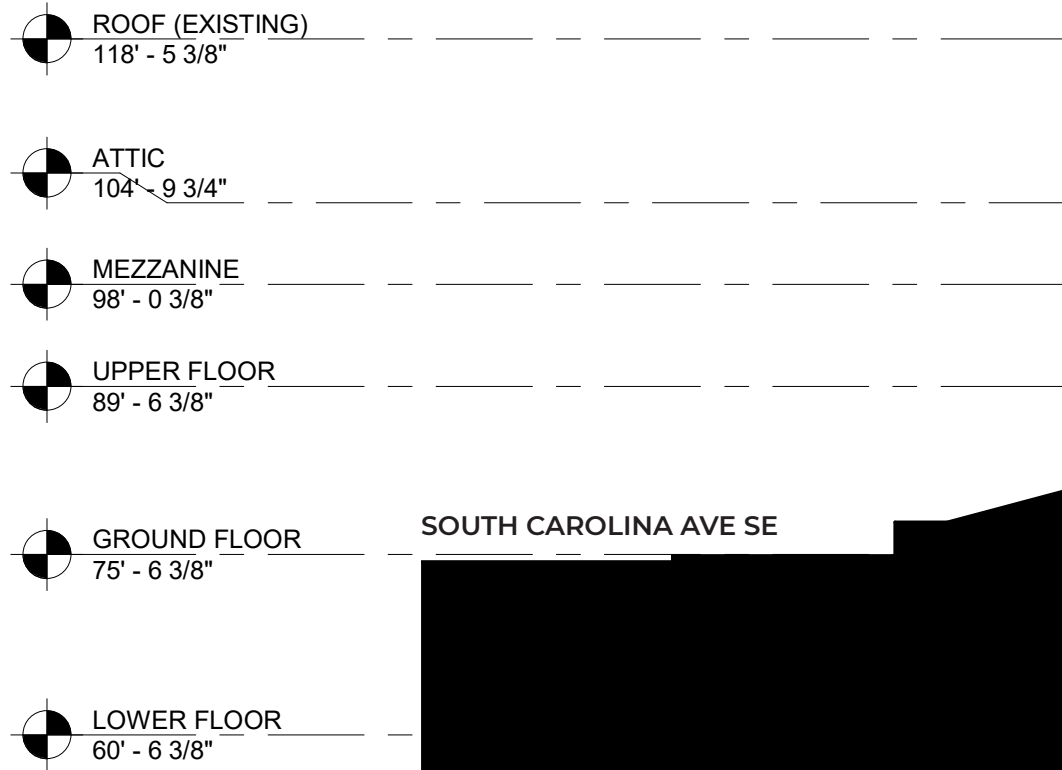 ROOF (EXISTING)
118' - 5 3/8"
ATTIC
104' - 9 3/4"
MEZZANINE
98' - 0 3/8"
UPPER FLOOR
89' - 6 3/8"
SOUTH CAROLINA AVE SE
GROUND FLOOR
75' - 6 3/8"
LOWER FLOOR
60' - 6 3/8"